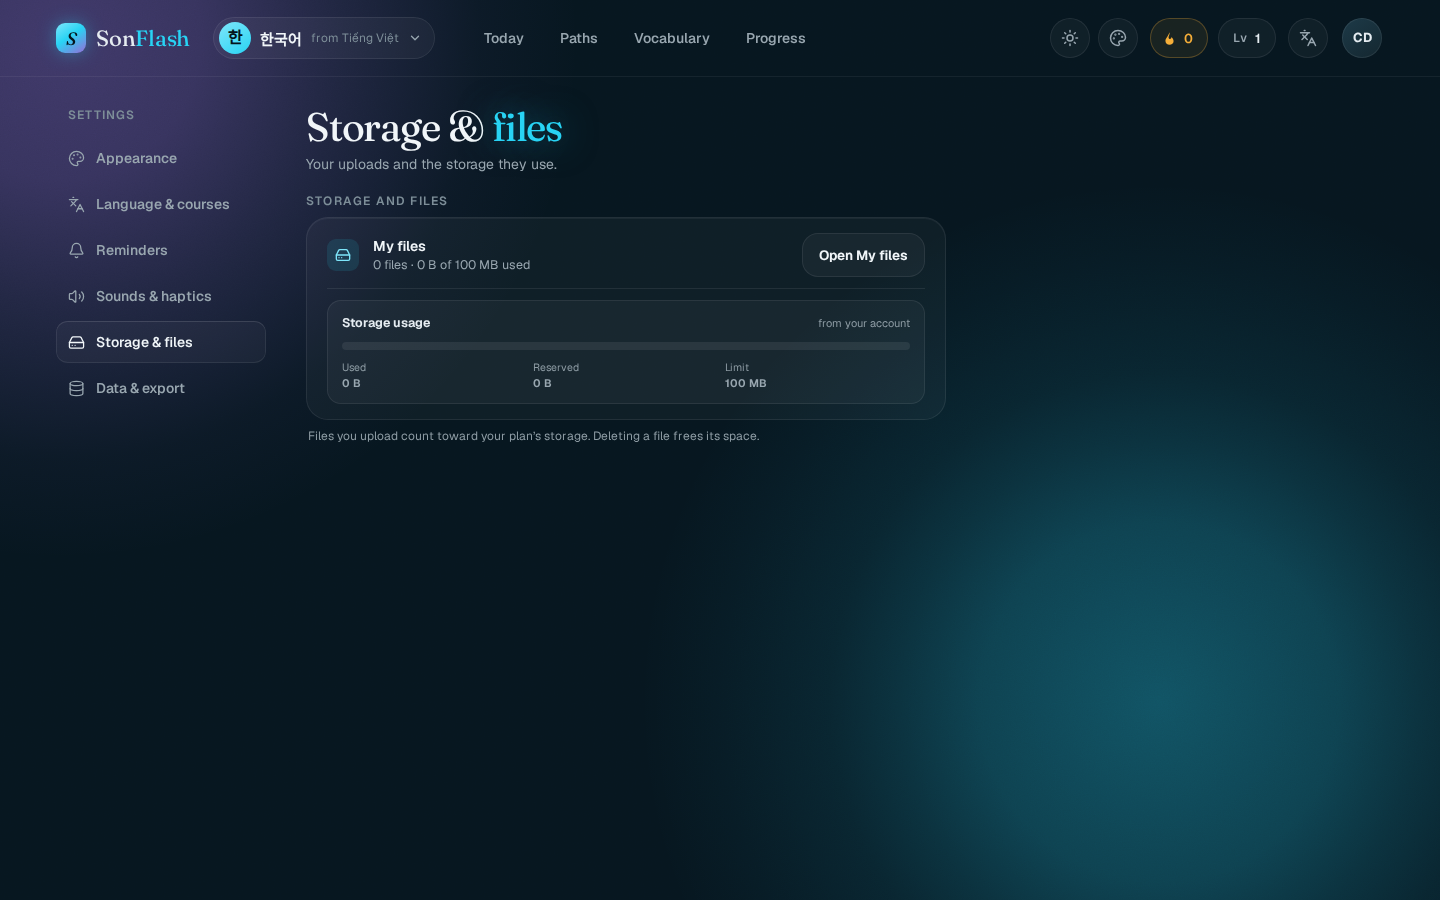 S SonFlash 한 한국어 from Tiếng Việt Today Paths Vocabulary Progress 0 Lv 1 CD
SETTINGS
Appearance
Language & courses
Reminders
Sounds & haptics
Storage & files
Data & export
Storage & files
Your uploads and the storage they use.
STORAGE AND FILES
My files
0 files · 0 B of 100 MB used
Open My files
Storage usage from your account
Used Reserved Limit
0 B 0 B 100 MB
Files you upload count toward your plan's storage. Deleting a file frees its space.